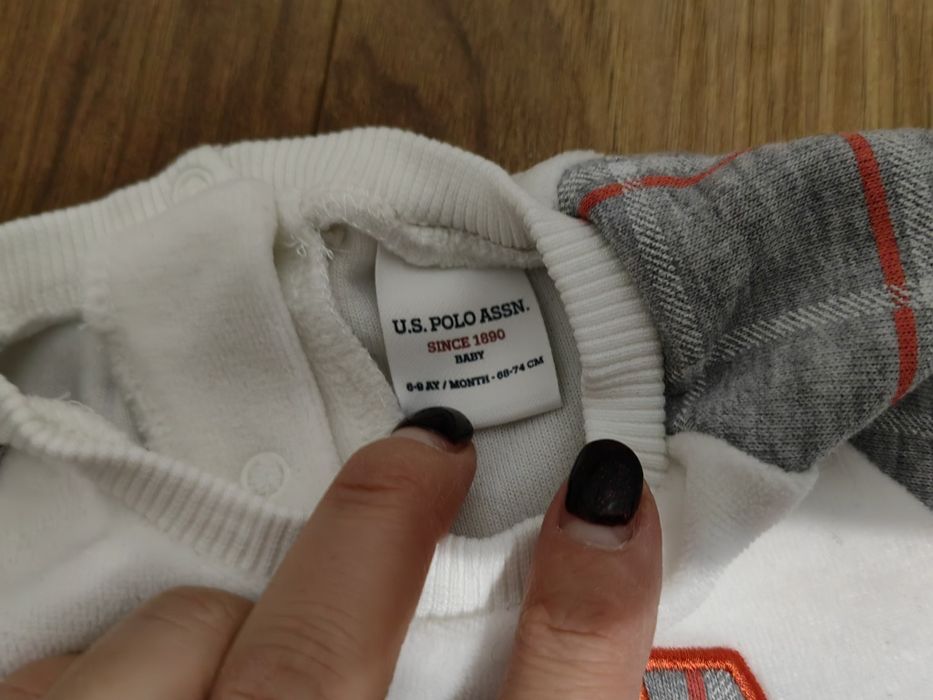 U.S. POLO ASSN.
SINCE 1890
BABY
6-9 AY / MONTH - 68-74 CM